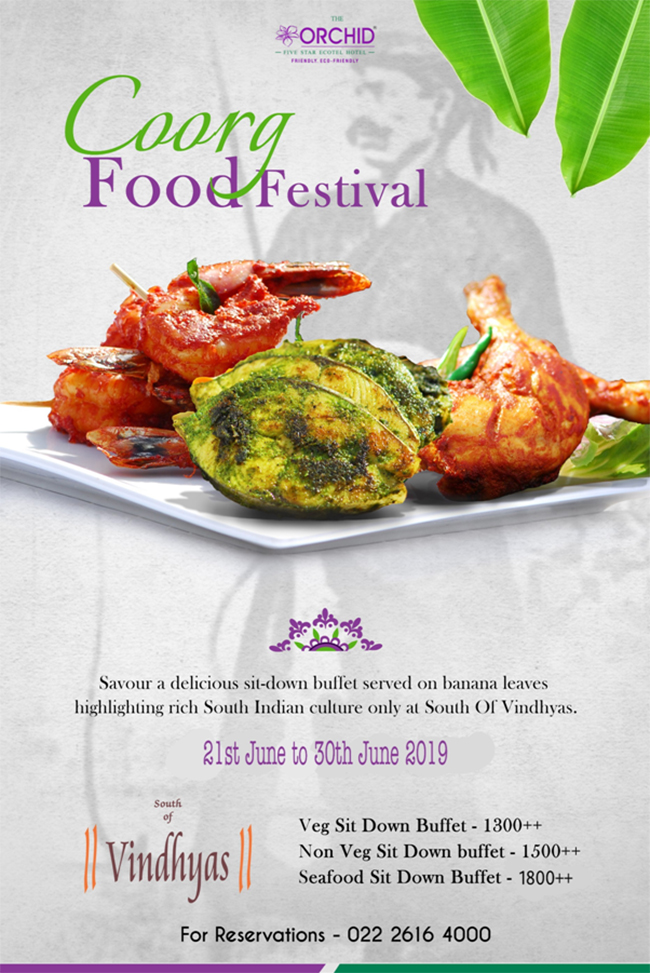 THE
ORCHID
FIVE STAR ECOTEL HOTEL
FRIENDLY. ECO-FRIENDLY
Coorg
Food Festival
Savour a delicious sit-down buffet served on banana leaves
highlighting rich South Indian culture only at South Of Vindhyas.
21st June to 30th June 2019
South
of
|| Vindhyas ||
Veg Sit Down Buffet - 1300++
Non Veg Sit Down buffet - 1500++
Seafood Sit Down Buffet - 1800++
For Reservations - 022 2616 4000